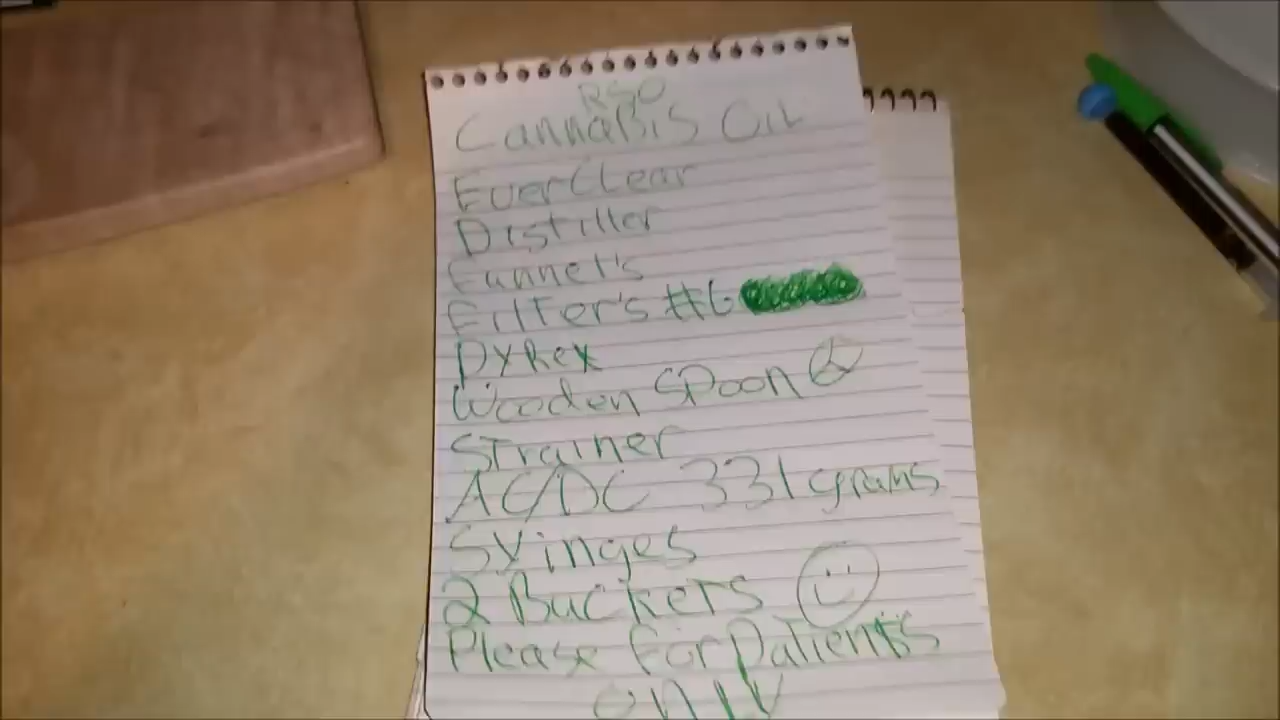 RSO
Cannabis Oil
EverClear
Distiller
Funnel's
Filter's #6
Pyrex
Wooden Spoon
Strainer
AC/DC 331 grams
Syinges
2 Buckets
Please For Patients
only